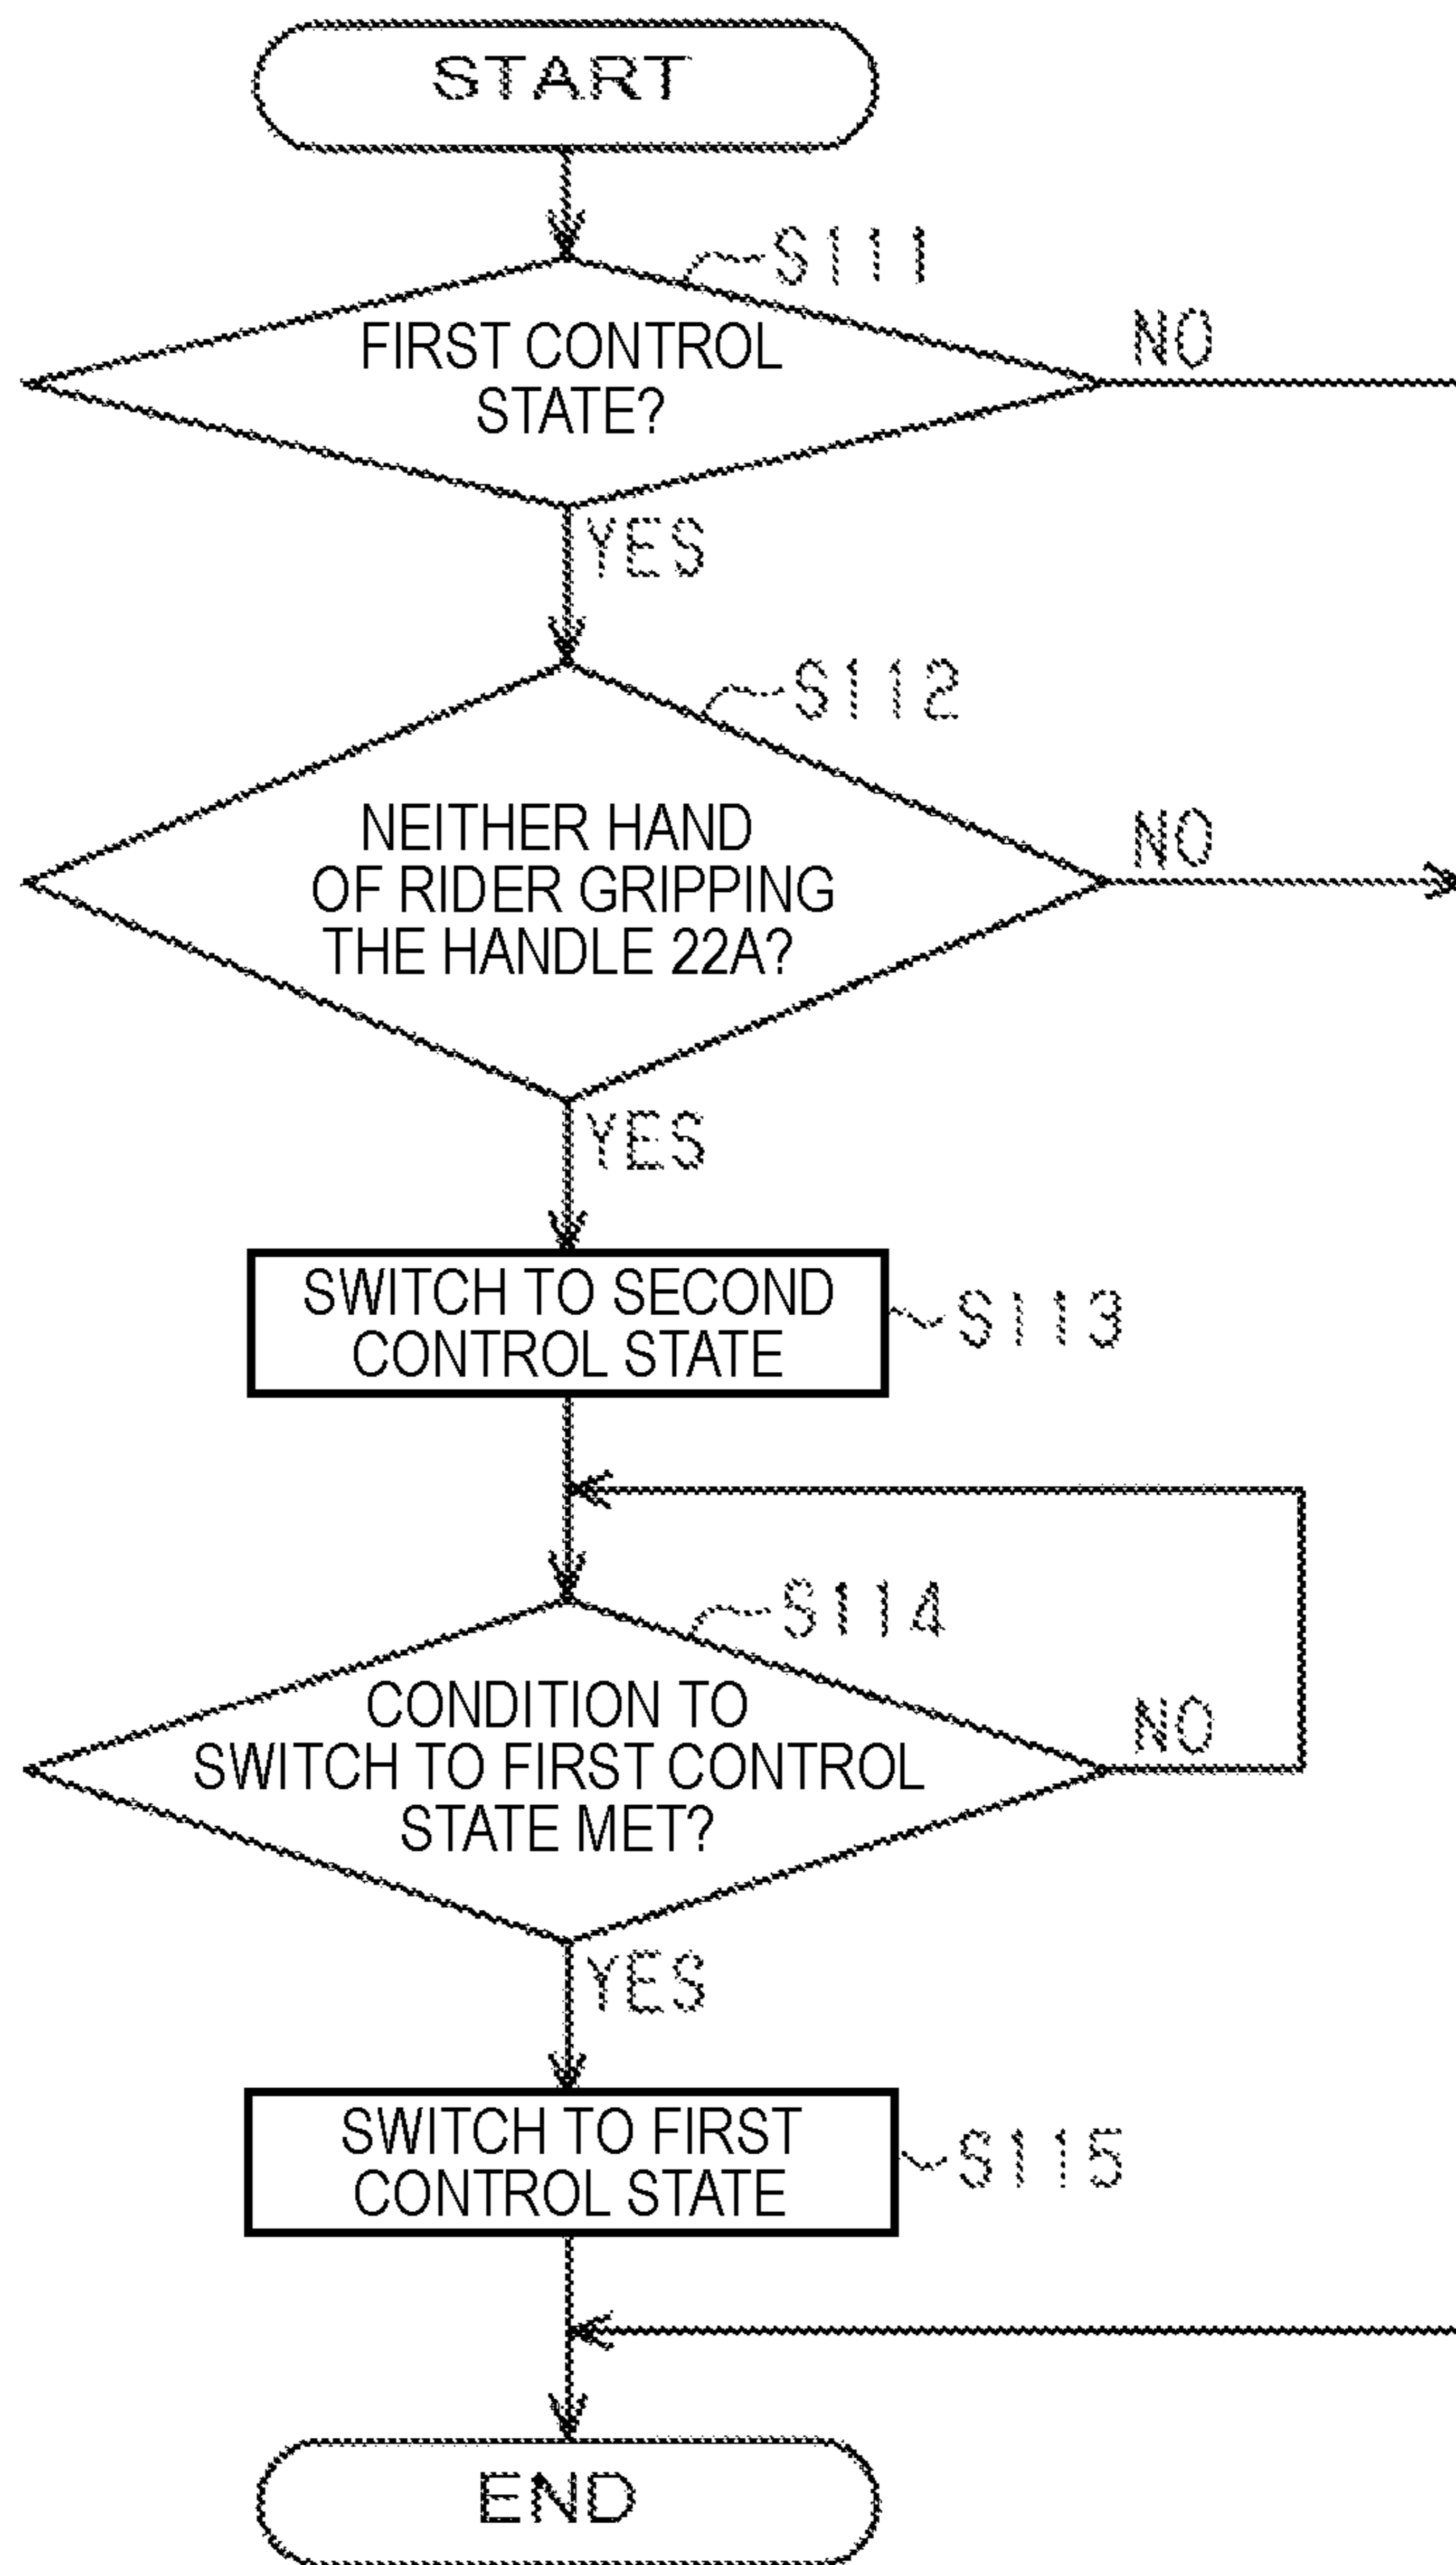 START
S111
FIRST CONTROL
STATE?
NO
YES
S112
NEITHER HAND
OF RIDER GRIPPING
THE HANDLE 22A?
NO
YES
SWITCH TO SECOND
CONTROL STATE
S113
S114
CONDITION TO
SWITCH TO FIRST CONTROL
STATE MET?
NO
YES
SWITCH TO FIRST
CONTROL STATE
S115
END